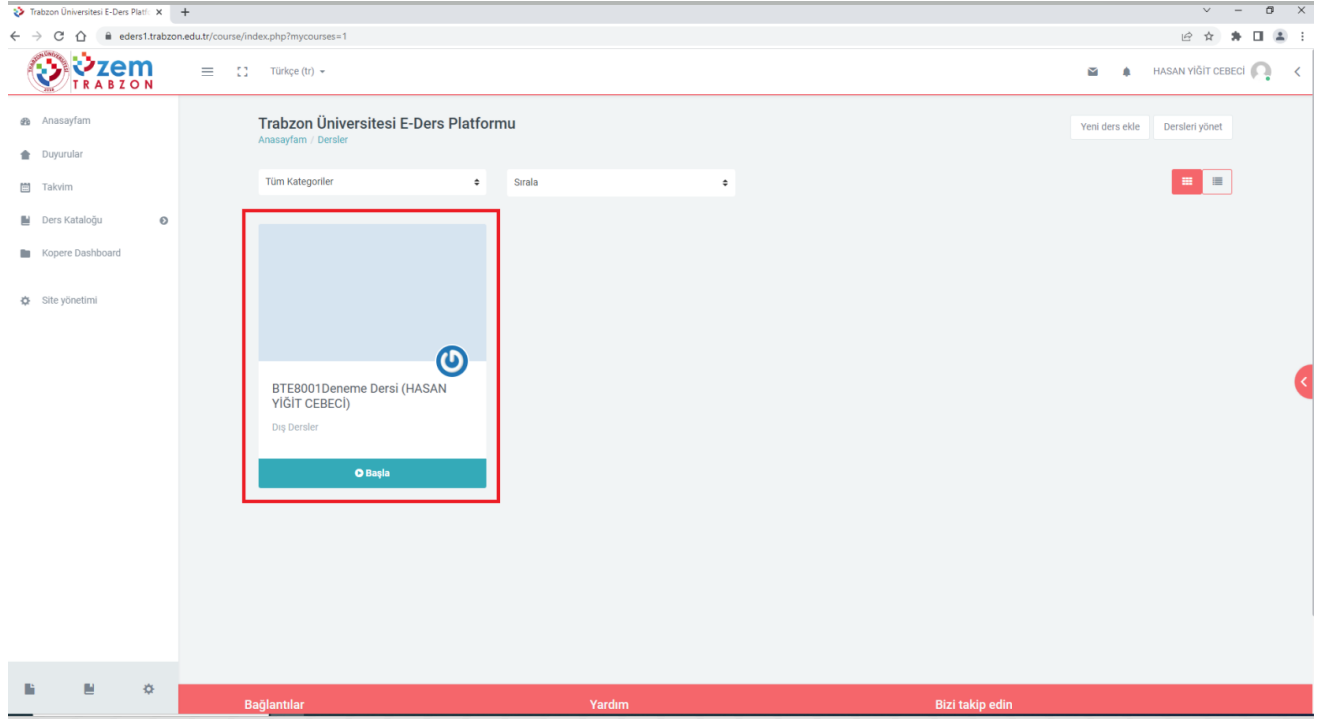 Trabzon Üniversitesi E-Ders Platf
eders1.trabzon.edu.tr/course/index.php?mycourses=1
üzem
TRABZON
Türkçe (tr)
HASAN YİĞİT CEBECİ
Anasayfam
Duyurular
Takvim
Ders Kataloğu
Kopere Dashboard
Site yönetimi
Trabzon Üniversitesi E-Ders Platformu
Anasayfam / Dersler
Yeni ders ekle
Dersleri yönet
Tüm Kategoriler
Sırala
BTE8001Deneme Dersi (HASAN
YİĞİT CEBECİ)
Dış Dersler
Başla
Bağlantılar
Yardım
Bizi takip edin